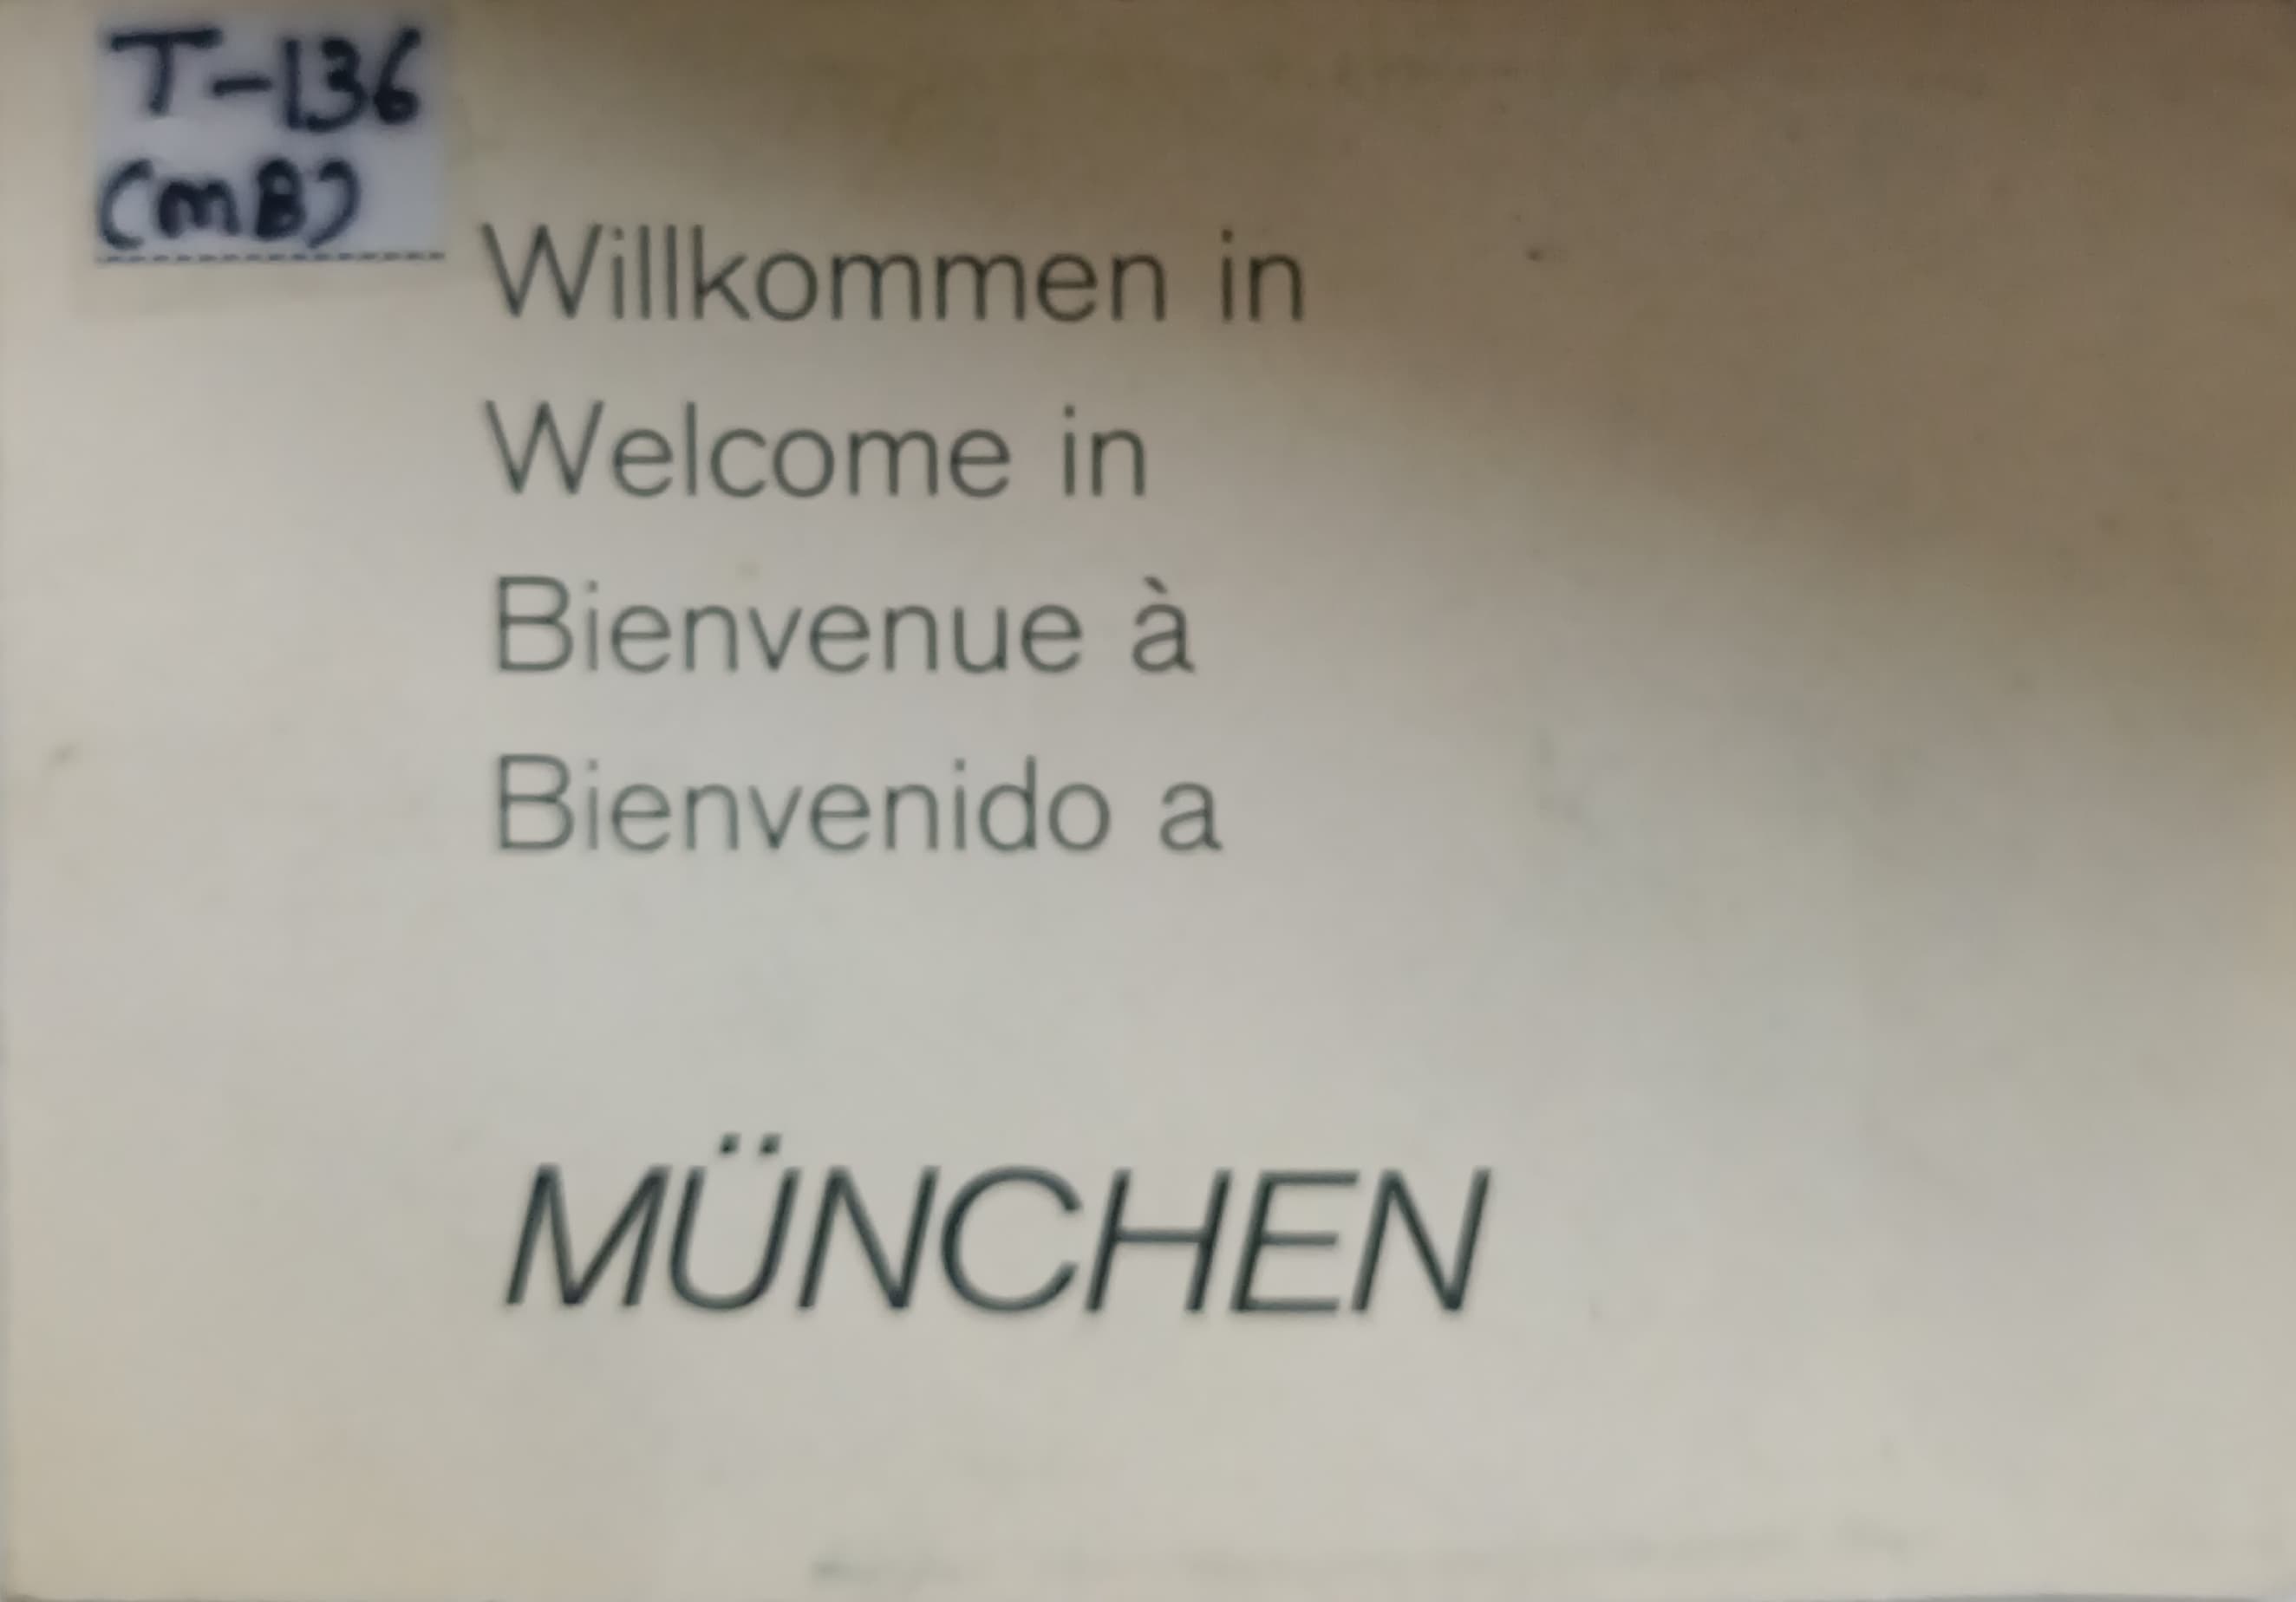 T-136
(mB)
Willkommen in
Welcome in
Bienvenue à
Bienvenido a
MÜNCHEN